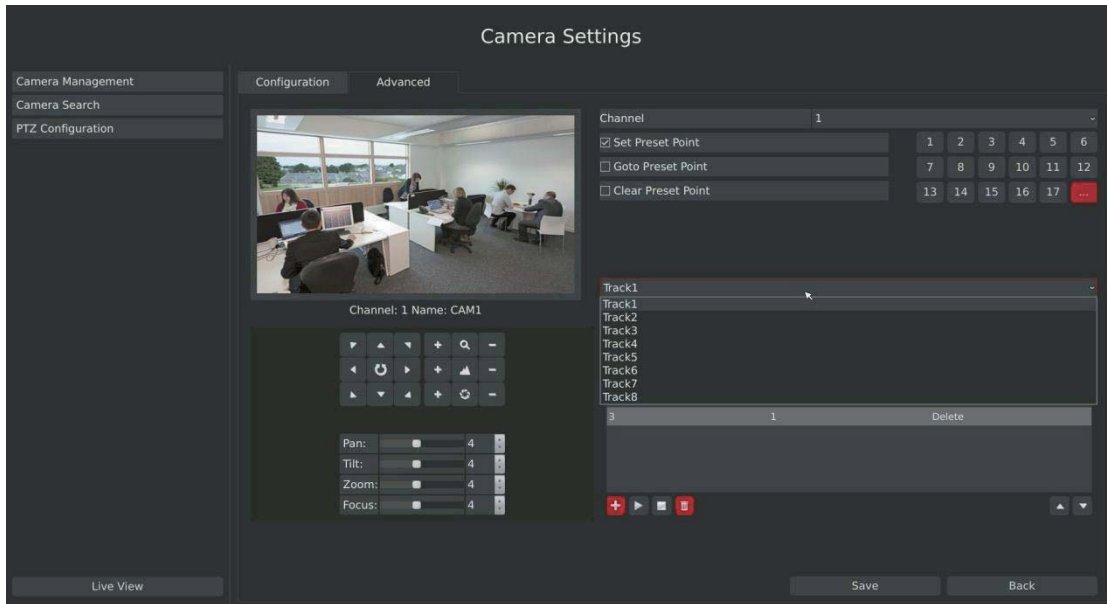 Camera Settings
Camera Management
Camera Search
PTZ Configuration
Configuration
Advanced
Channel: 1 Name: CAM1
Pan: 4
Tilt: 4
Zoom: 4
Focus: 4
Channel 1
Set Preset Point
Goto Preset Point
Clear Preset Point
1 2 3 4 5 6
7 8 9 10 11 12
13 14 15 16 17 ...
Track1
Track1
Track2
Track3
Track4
Track5
Track6
Track7
Track8
3 1 Delete
Live View
Save
Back